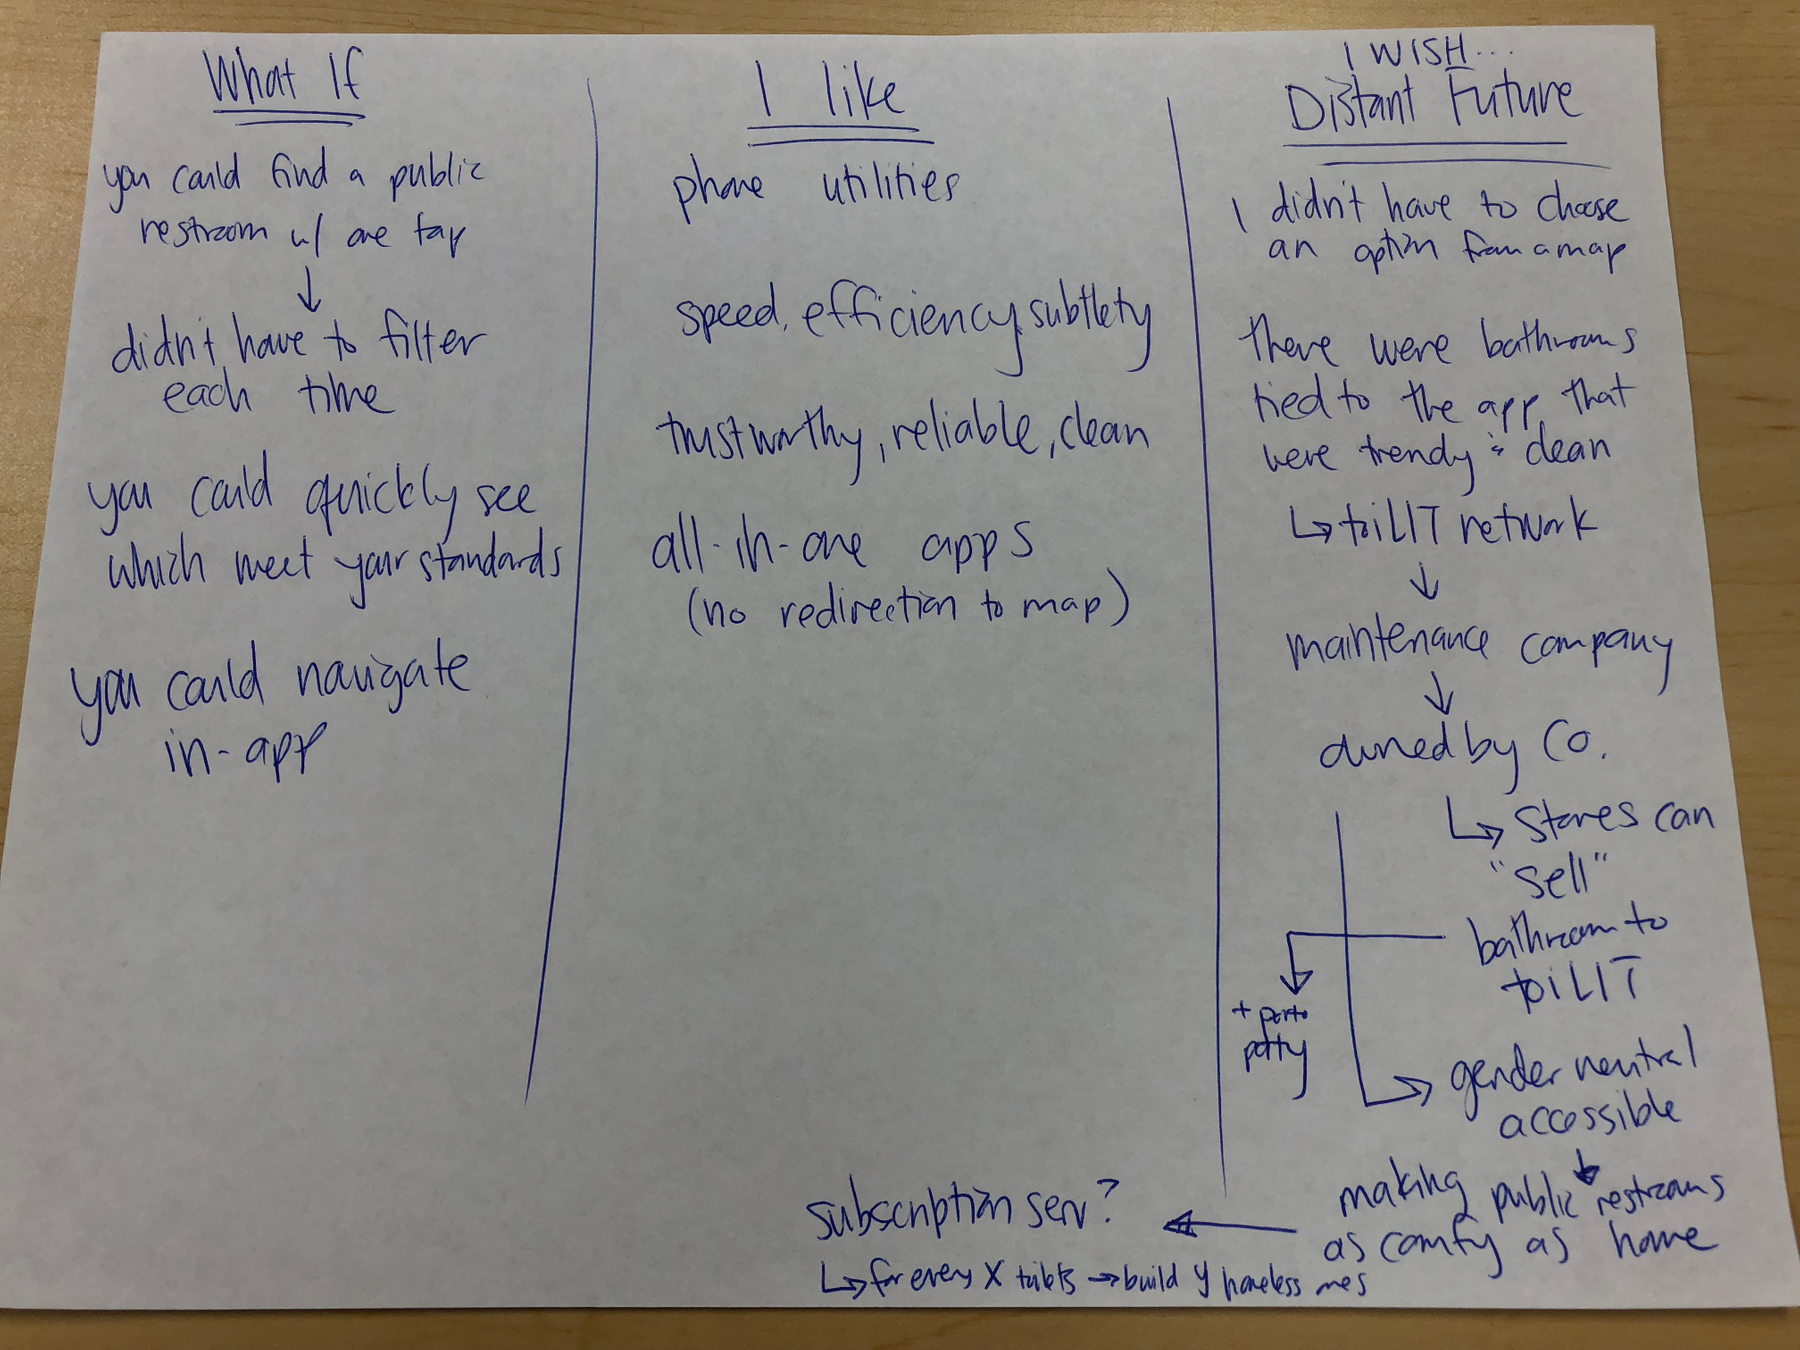 What If
you could find a public
restroom w/ one tap
↓
didn't have to filter
each time
you could quickly see
which meet your standards
you could navigate
in-app
I like
phone utilities
speed, efficiency, subtlety
trustworthy, reliable, clean
all-in-one apps
(no redirection to map)
I WISH...
Distant Future
I didn't have to choose
an option from a map
there were bathrooms
tied to the app that
were trendy & clean
↳ toiLIT network
↓
maintenance company
↓
owned by Co.
↳ stores can
"sell"
bathroom to
toiLIT
+ porto
potty
gender neutral
accessible
↓
making public restrooms
as comfy as home
subscription serv?
↳ for every X toilets → build y homeless ones